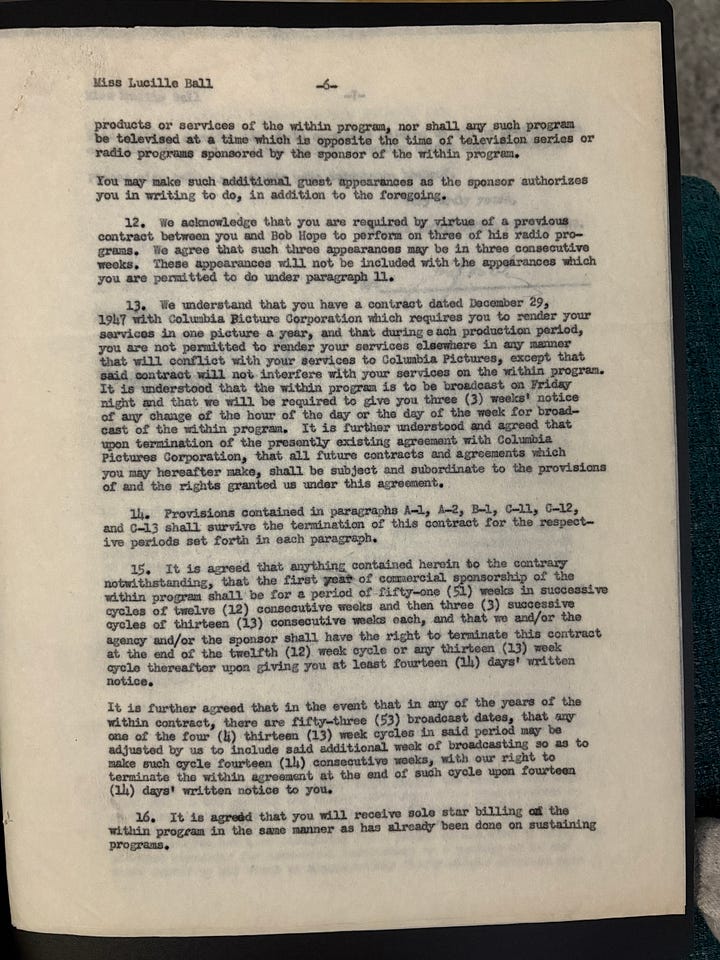 Miss Lucille Ball -6-
products or services of the within program, nor shall any such program
be televised at a time which is opposite the time of television series or
radio programs sponsored by the sponsor of the within program.
You may make such additional guest appearances as the sponsor authorizes
you in writing to do, in addition to the foregoing.
12. We acknowledge that you are required by virtue of a previous
contract between you and Bob Hope to perform on three of his radio pro-
grams. We agree that such three appearances may be in three consecutive
weeks. These appearances will not be included with the appearances which
you are permitted to do under paragraph 11.
13. We understand that you have a contract dated December 29,
1947 with Columbia Picture Corporation which requires you to render your
services in one picture a year, and that during each production period,
you are not permitted to render your services elsewhere in any manner
that will conflict with your services to Columbia Pictures, except that
said contract will not interfere with your services on the within program.
It is understood that the within program is to be broadcast on Friday
night and that we will be required to give you three (3) weeks' notice
of any change of the hour of the day or the day of the week for broad-
cast of the within program. It is further understood and agreed that
upon termination of the presently existing agreement with Columbia
Pictures Corporation, that all future contracts and agreements which
you may hereafter make, shall be subject and subordinate to the provisions
of and the rights granted us under this agreement.
14. Provisions contained in paragraphs A-1, A-2, B-1, C-11, C-12,
and C-13 shall survive the termination of this contract for the respect-
ive periods set forth in each paragraph.
15. It is agreed that anything contained herein to the contrary
notwithstanding, that the first year of commercial sponsorship of the
within program shall be for a period of fifty-one (51) weeks in successive
cycles of twelve (12) consecutive weeks and then three (3) successive
cycles of thirteen (13) consecutive weeks each, and that we and/or the
agency and/or the sponsor shall have the right to terminate this contract
at the end of the twelfth (12) week cycle or any thirteen (13) week
cycle thereafter upon giving you at least fourteen (14) days' written
notice.
It is further agreed that in the event that in any of the years of the
within contract, there are fifty-three (53) broadcast dates, that any
one of the four (4) thirteen (13) week cycles in said period may be
adjusted by us to include said additional week of broadcasting so as to
make such cycle fourteen (14) consecutive weeks, with our right to
terminate the within agreement at the end of such cycle upon fourteen
(14) days' written notice to you.
16. It is agreed that you will receive sole star billing on the
within program in the same manner as has already been done on sustaining
programs.